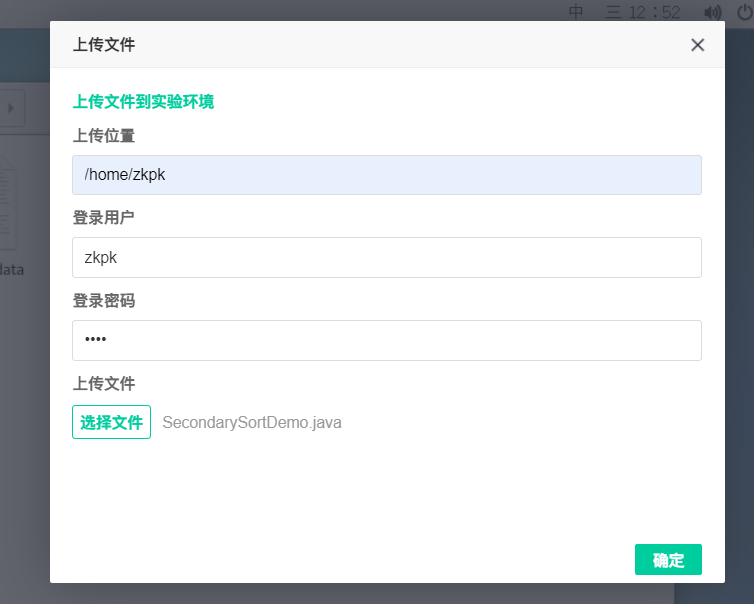 中 三 12：52
上传文件
上传文件到实验环境
上传位置
/home/zkpk
data
登录用户
zkpk
登录密码
••••
上传文件
选择文件 SecondarySortDemo.java
确定